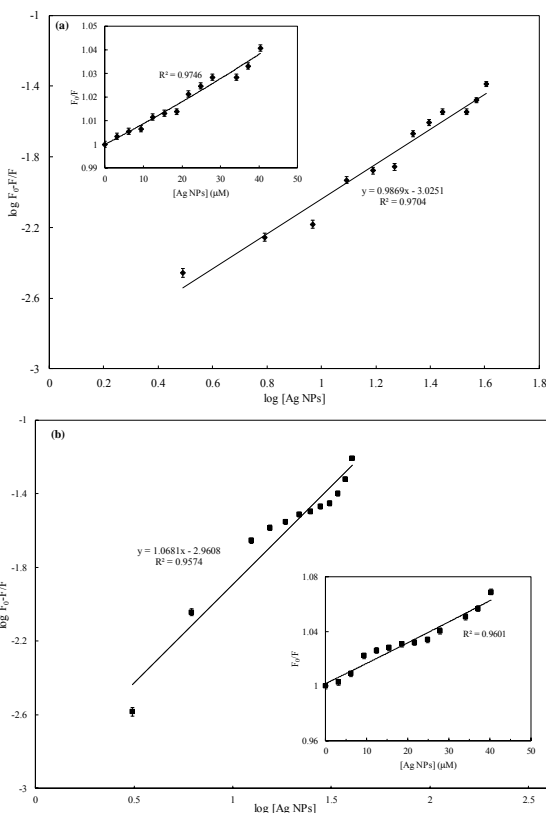 (a)
-1
-1.4
-1.8
-2.2
-2.6
-3
log F0-F/F
0 0.2 0.4 0.6 0.8 1 1.2 1.4 1.6 1.8
log [Ag NPs]
y = 0.9869x - 3.0251
R² = 0.9704
1.05
1.04
1.03
1.02
1.01
1
0.99
F0/F
R² = 0.9746
0 10 20 30 40 50
[Ag NPs] (μM)
(b)
-1
-1.4
-1.8
-2.2
-2.6
-3
log F0-F/F
0 0.5 1 1.5 2 2.5
log [Ag NPs]
y = 1.0681x - 2.9608
R² = 0.9574
1.08
1.04
1
0.96
F0/F
R² = 0.9601
0 10 20 30 40 50
[Ag NPs] (μM)